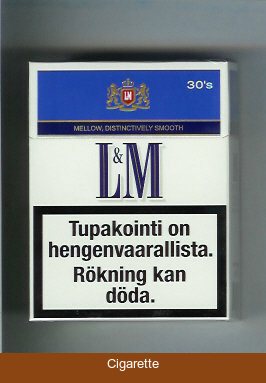 LM
30's
MELLOW, DISTINCTIVELY SMOOTH
L&M
Tupakointi on
hengenvaarallista.
Rökning kan
döda.
Cigarette